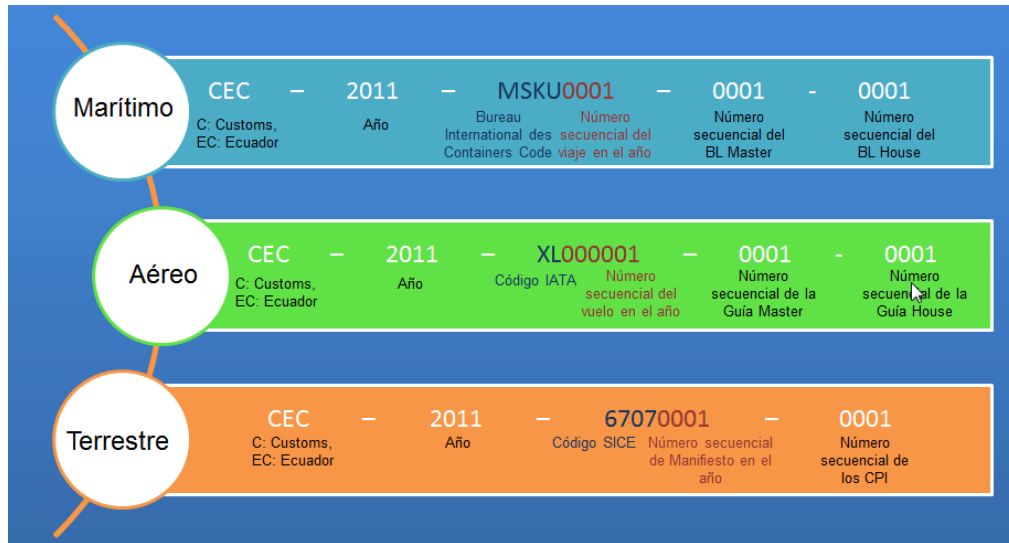 Marítimo
CEC – 2011 – MSKU0001 – 0001 - 0001
C: Customs,
EC: Ecuador
Año
Bureau
International des
Containers Code
Número
secuencial del
viaje en el año
Número
secuencial del
BL Master
Número
secuencial del
BL House
Aéreo
CEC – 2011 – XL000001 – 0001 - 0001
C: Customs,
EC: Ecuador
Año
Código IATA
Número
secuencial del
vuelo en el año
Número
secuencial de la
Guía Master
Número
secuencial de la
Guía House
Terrestre
CEC – 2011 – 67070001 – 0001
C: Customs,
EC: Ecuador
Año
Código SICE
Número secuencial
de Manifiesto en el
año
Número
secuencial de
los CPI